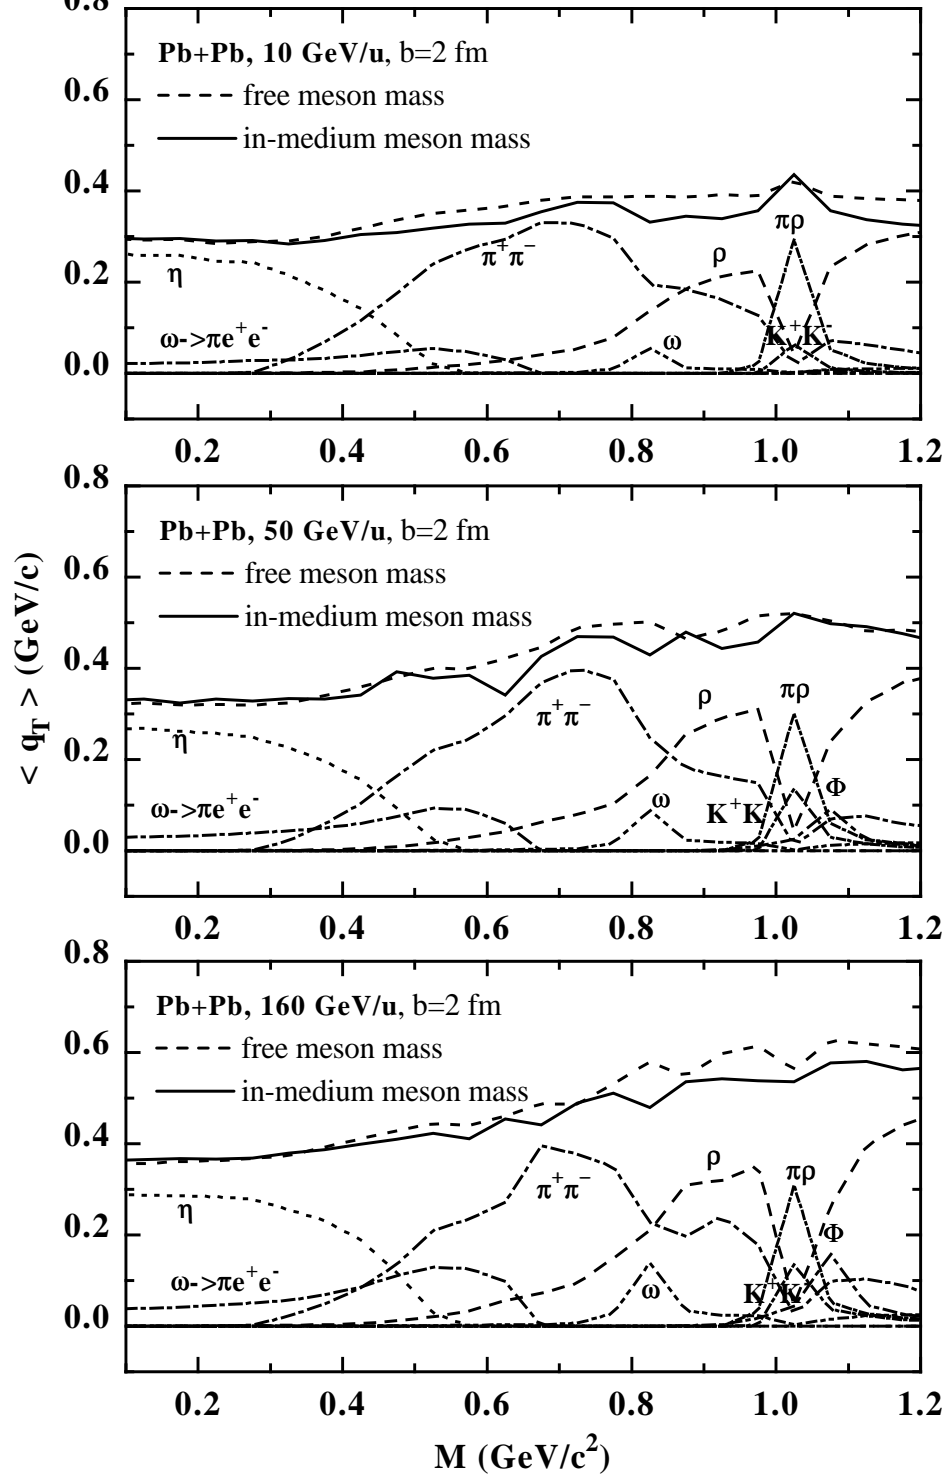 0.8
Pb+Pb, 10 GeV/u, b=2 fm
free meson mass
0.6
in-medium meson mass
0.4
πρ
π⁺π⁻
ρ
η
0.2
ω->πe⁺e⁻
ω
K⁺K⁻
0.0
0.2 0.4 0.6 0.8 1.0 1.2
0.8
Pb+Pb, 50 GeV/u, b=2 fm
free meson mass
0.6
in-medium meson mass
0.4
ρ
πρ
π⁺π⁻
η
0.2
Φ
ω->πe⁺e⁻
ω
K⁺K
0.0
0.2 0.4 0.6 0.8 1.0 1.2
< q_T > (GeV/c)
0.8
Pb+Pb, 160 GeV/u, b=2 fm
free meson mass
0.6
in-medium meson mass
0.4
ρ
πρ
π⁺π⁻
η
0.2
Φ
ω->πe⁺e⁻
ω
K⁺K
0.0
0.2 0.4 0.6 0.8 1.0 1.2
M (GeV/c²)